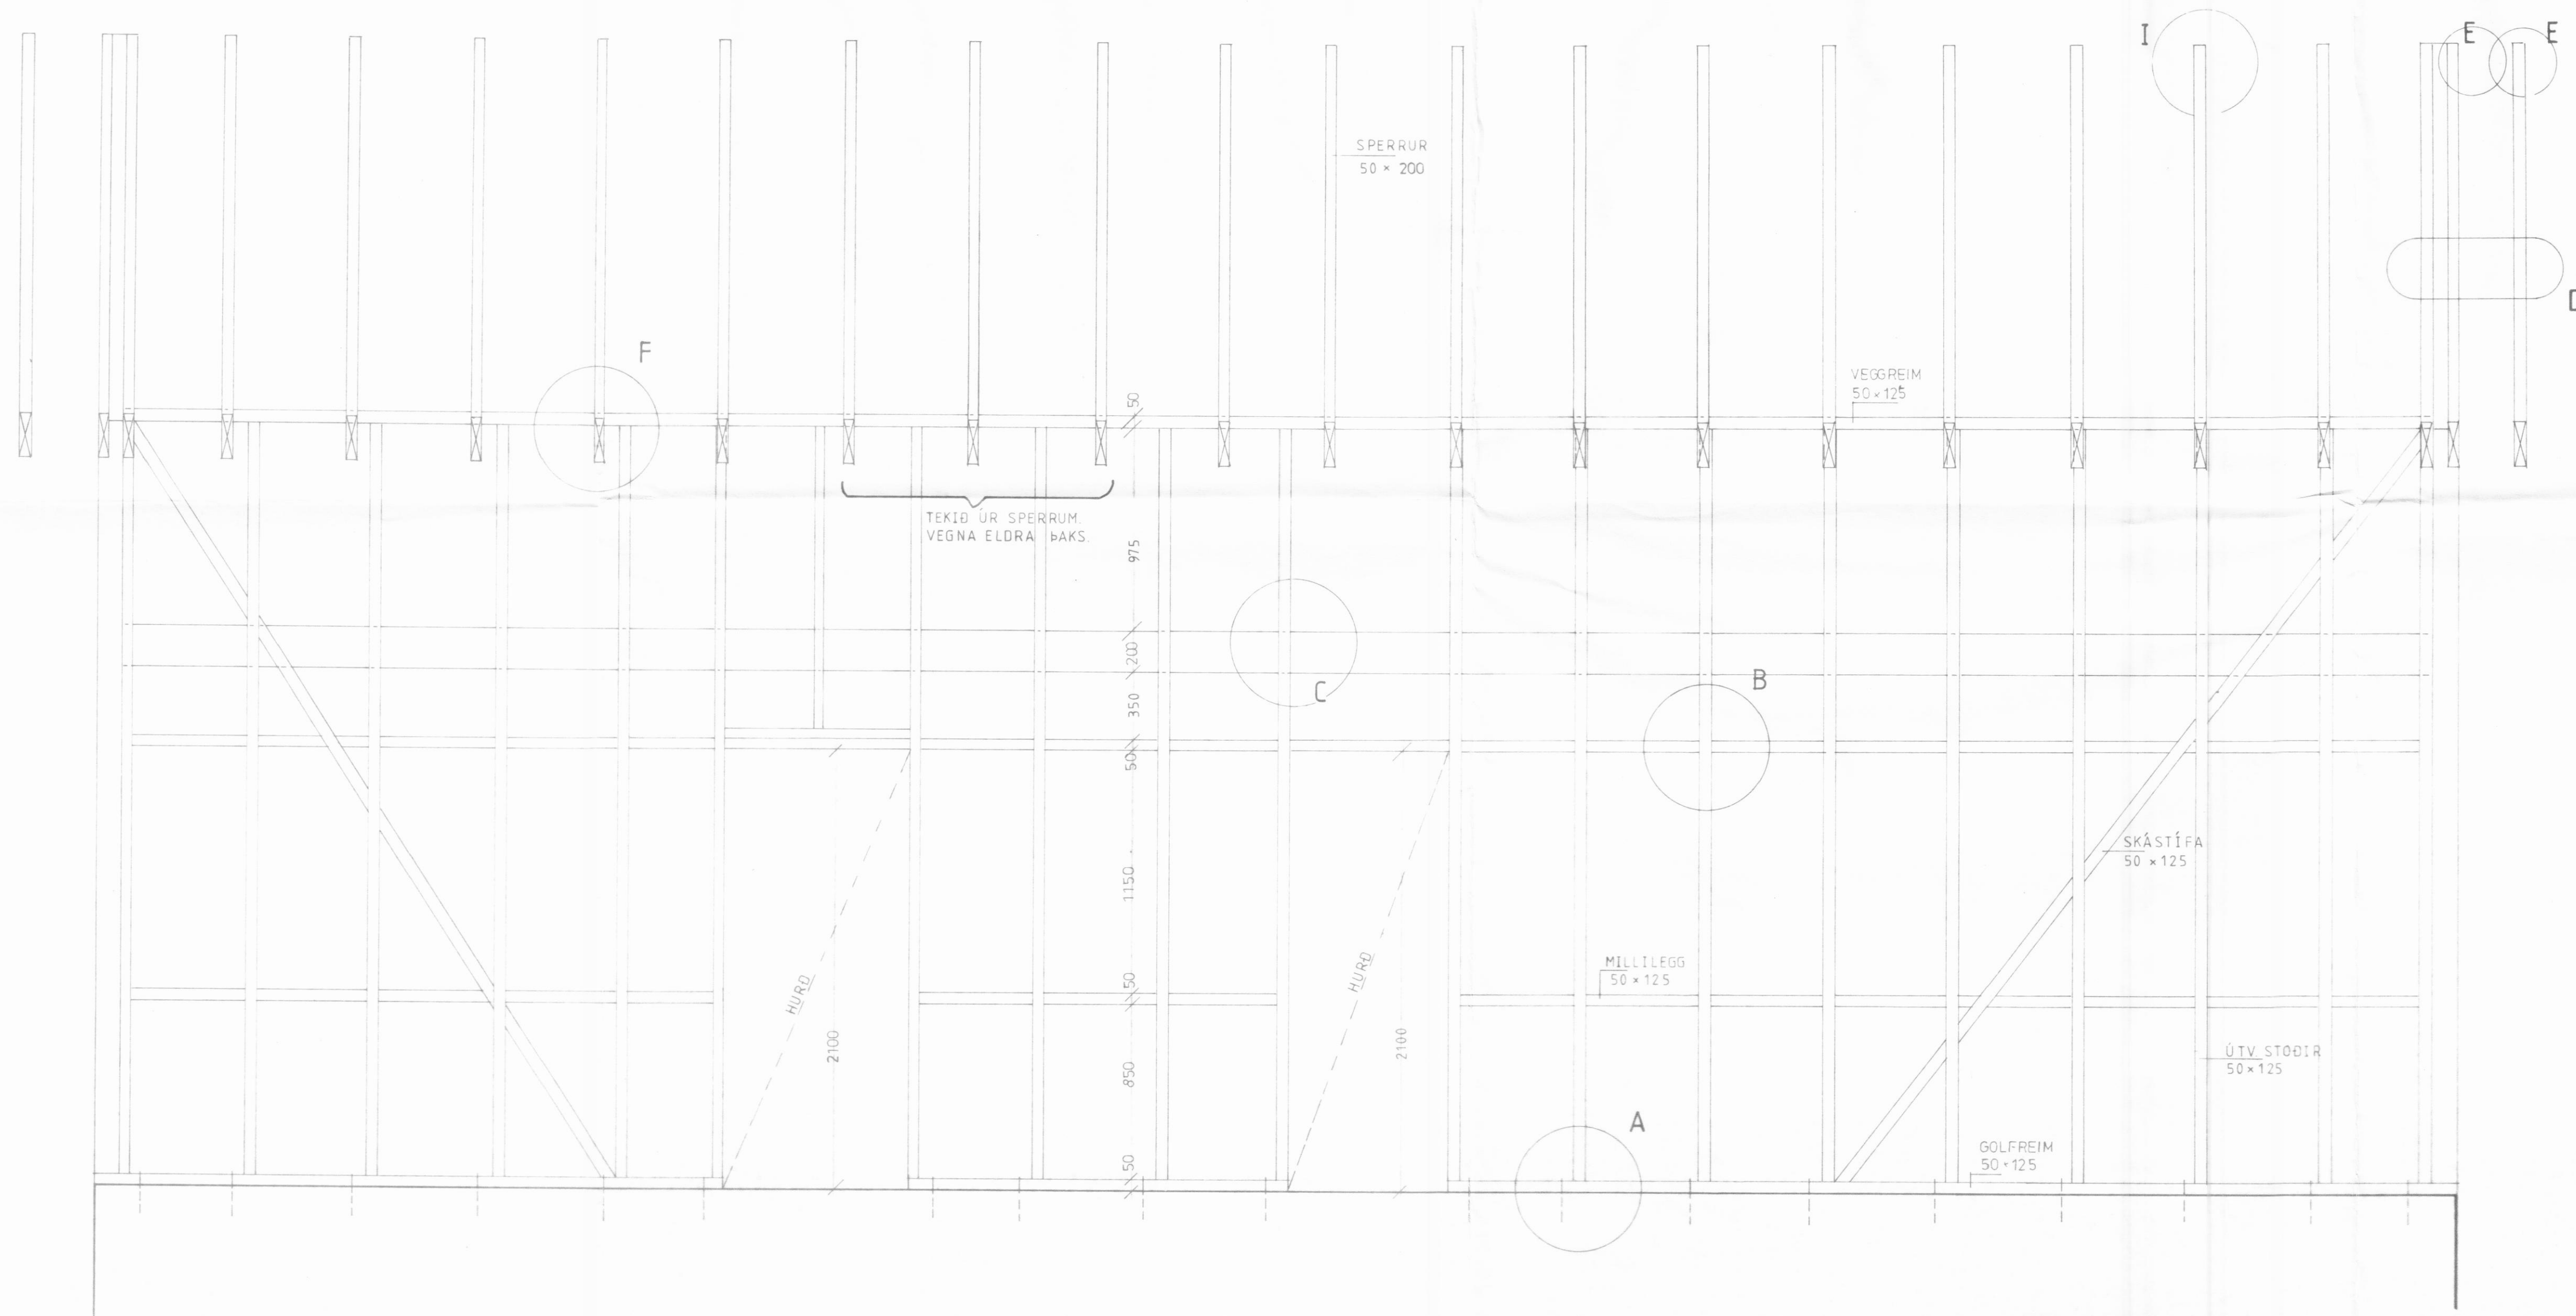 I
E
E
SPERRUR
50 × 200
D
F
VEGGREIM
50×125
50
TEKIÐ ÚR SPERRUM.
VEGNA ELDRA ÞAKS.
975
200
C
350
B
50
SKÁSTÍFA
50 ×125
1150
HURÐ
HURÐ
MILLILEGG
50×125
50
2100
2100
850
ÚTV. STOÐIR
50×125
A
50
GOLFREIM
50×125